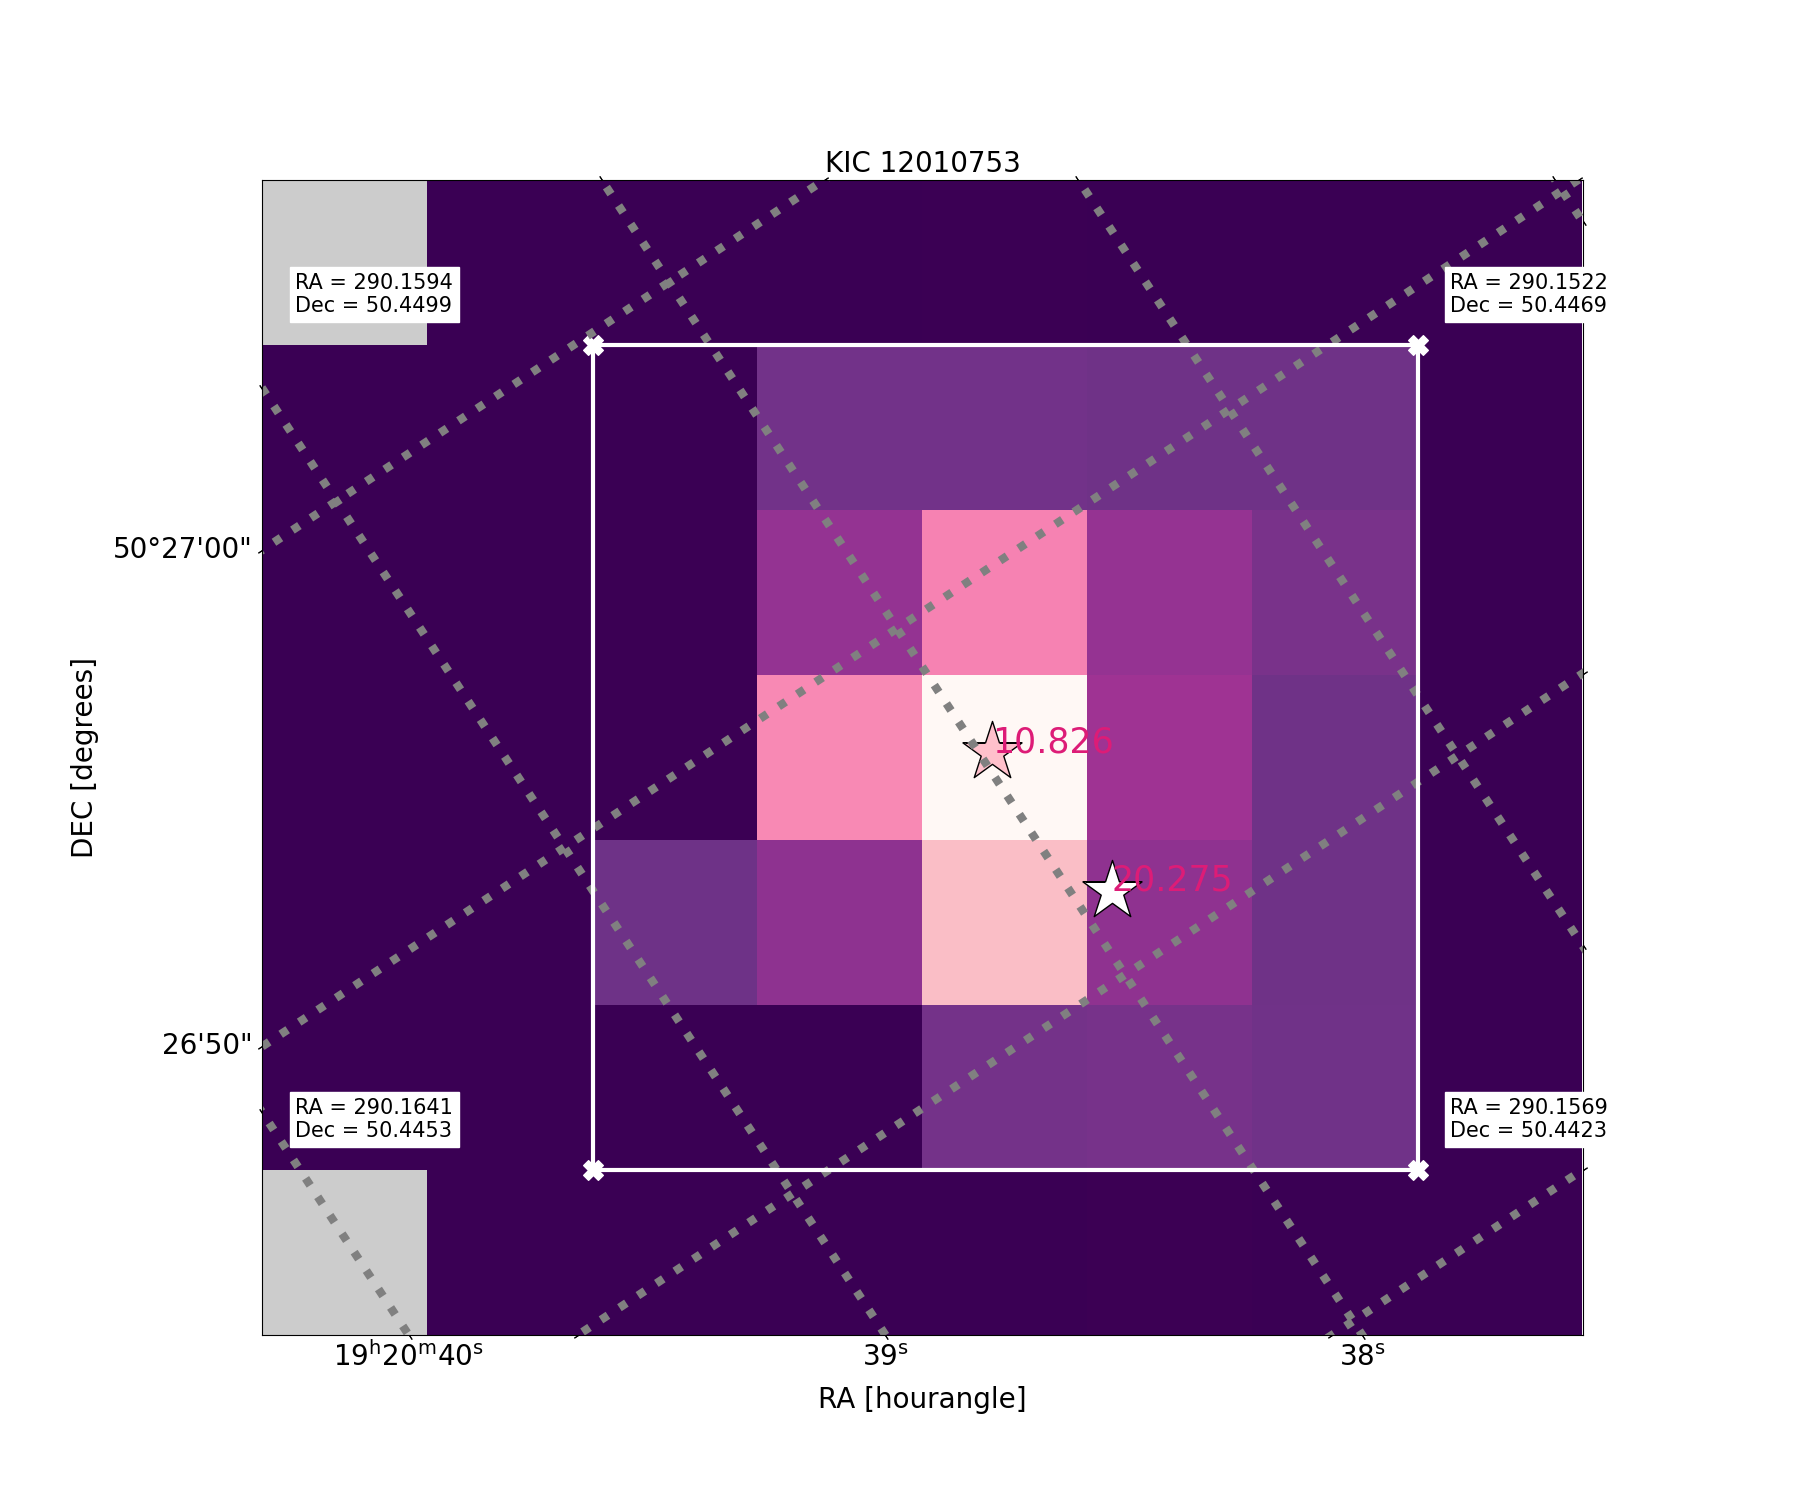 KIC 12010753
RA = 290.1594
Dec = 50.4499
RA = 290.1522
Dec = 50.4469
50°27'00"
10.826
DEC [degrees]
20.275
26'50"
RA = 290.1641
Dec = 50.4453
RA = 290.1569
Dec = 50.4423
19h20m40s
39s
38s
RA [hourangle]